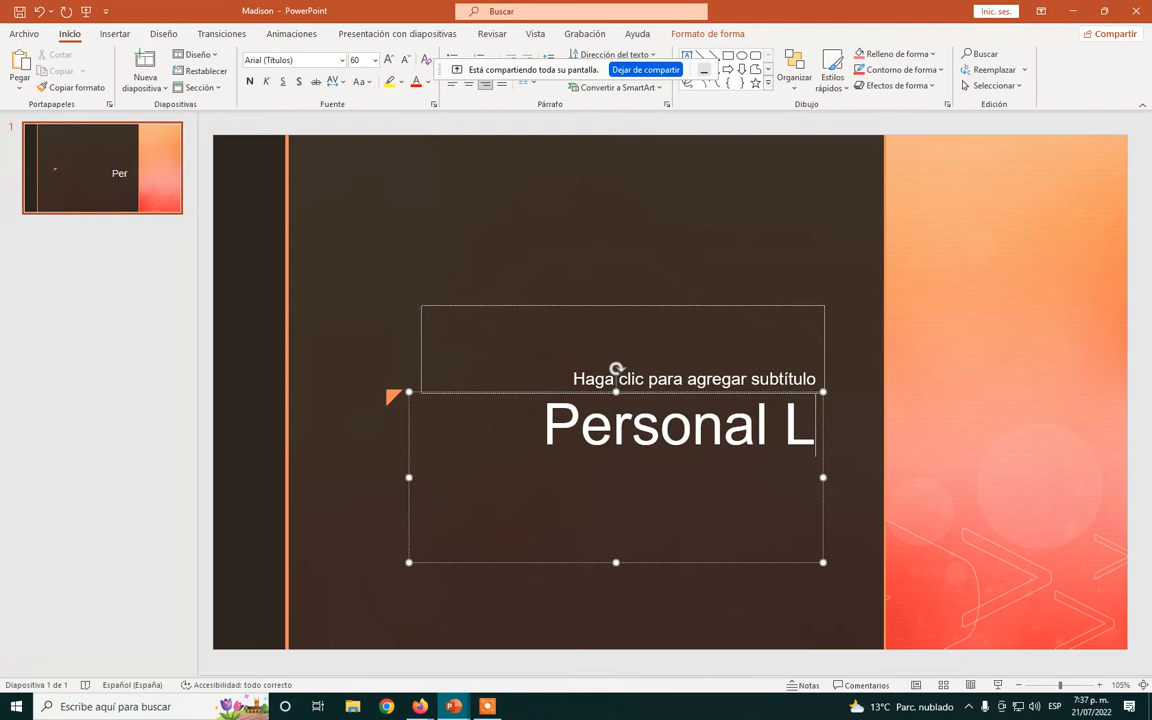 Madison - PowerPoint
Buscar
Inic. ses.
Archivo
Inicio
Insertar
Diseño
Transiciones
Animaciones
Presentación con diapositivas
Revisar
Vista
Grabación
Ayuda
Formato de forma
Compartir
Pegar
Cortar
Copiar
Copiar formato
Portapapeles
Nueva diapositiva
Diseño
Restablecer
Sección
Diapositivas
Arial (Títulos)
60
N K S S
Fuente
Dirección del texto
Está compartiendo toda su pantalla.
Dejar de compartir
Convertir a SmartArt
Párrafo
Organizar
Estilos rápidos
Relleno de forma
Contorno de forma
Efectos de forma
Dibujo
Buscar
Reemplazar
Seleccionar
Edición
1
Per
Haga clic para agregar subtítulo
Personal L
Diapositiva 1 de 1
Español (España)
Accesibilidad: todo correcto
Notas
Comentarios
105%
Escribe aquí para buscar
13°C Parc. nublado
ESP
7:37 p. m.
21/07/2022